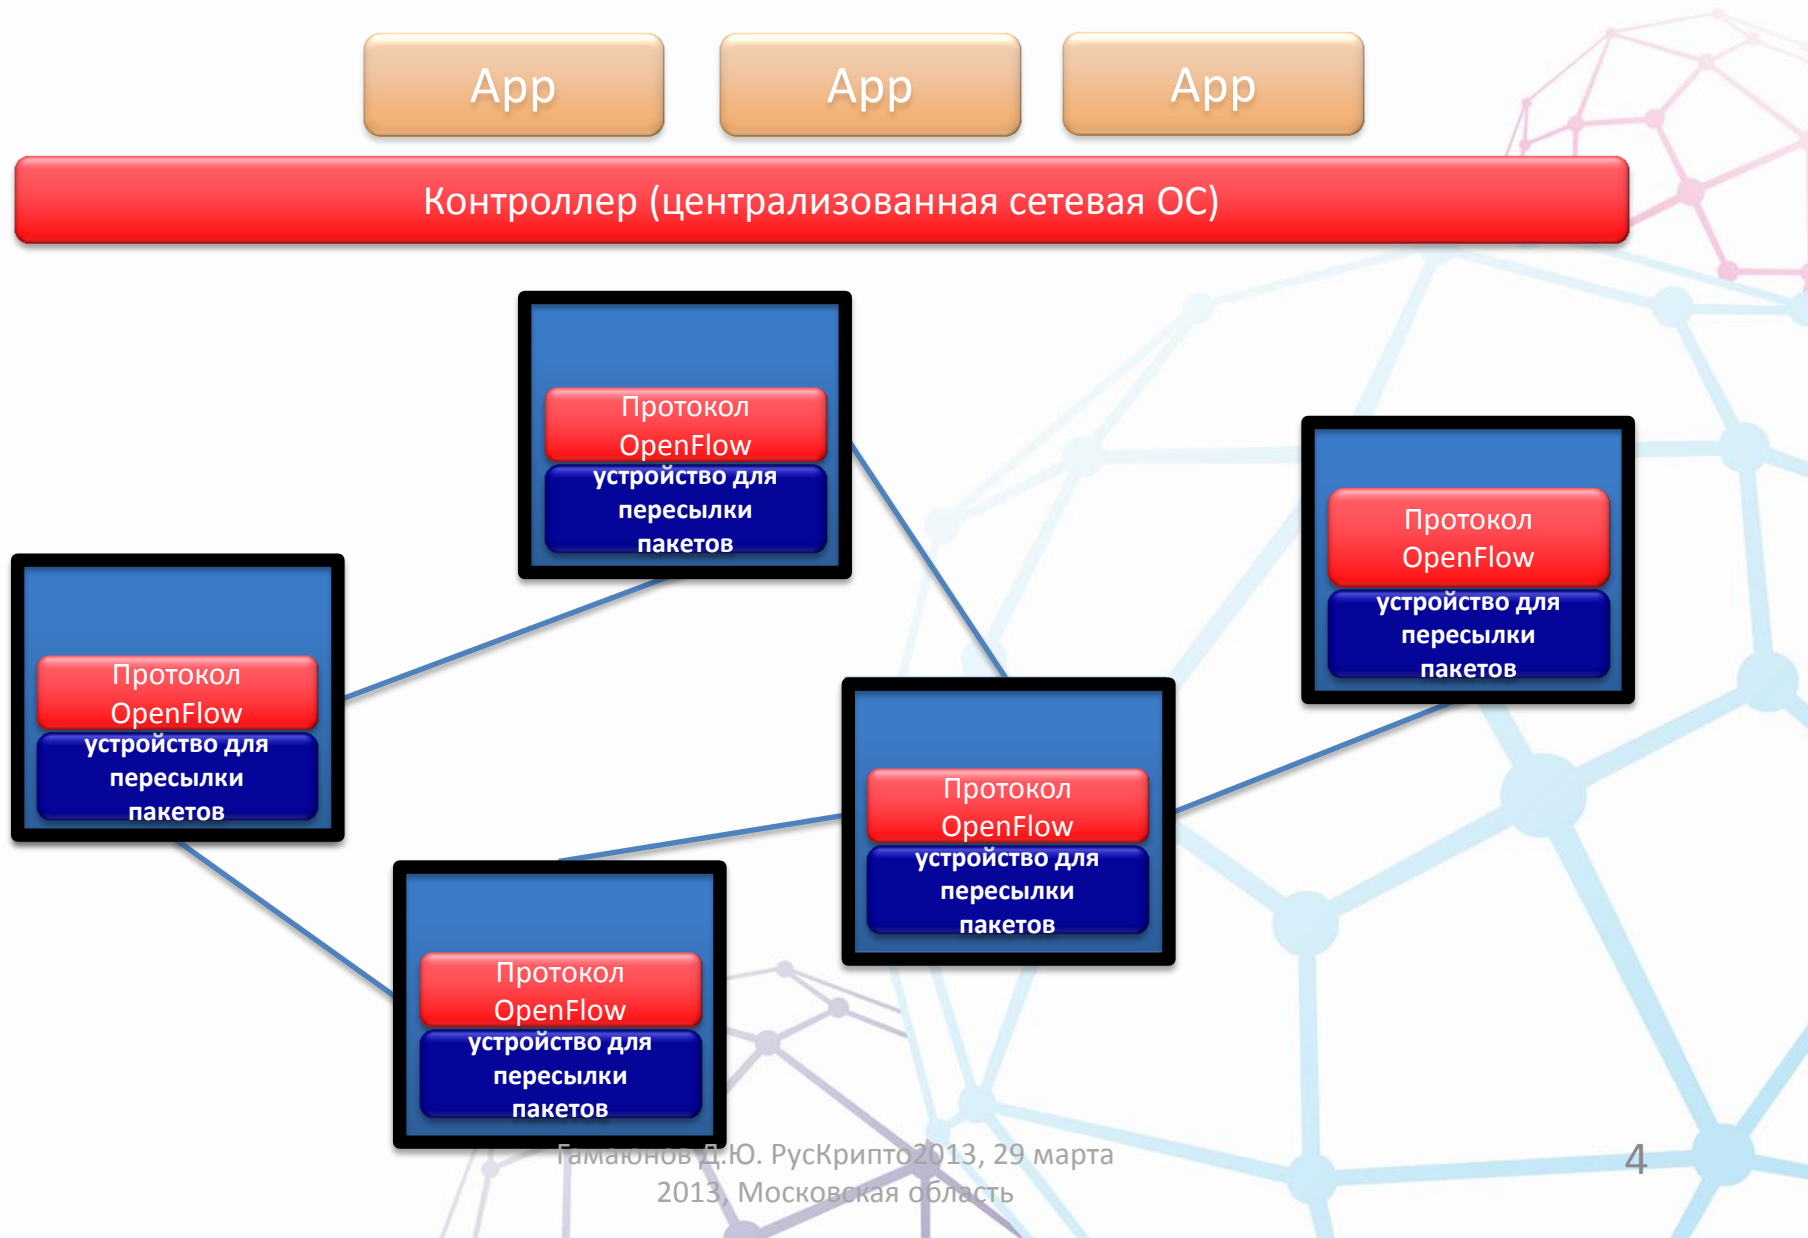 App
App
App
Контроллер (централизованная сетевая ОС)
Протокол
OpenFlow
устройство для
пересылки
пакетов
Протокол
OpenFlow
устройство для
пересылки
пакетов
Протокол
OpenFlow
устройство для
пересылки
пакетов
Протокол
OpenFlow
устройство для
пересылки
пакетов
Протокол
OpenFlow
устройство для
пересылки
пакетов
Гамаюнов Д.Ю. РусКрипто2013, 29 марта
2013, Московская область
4